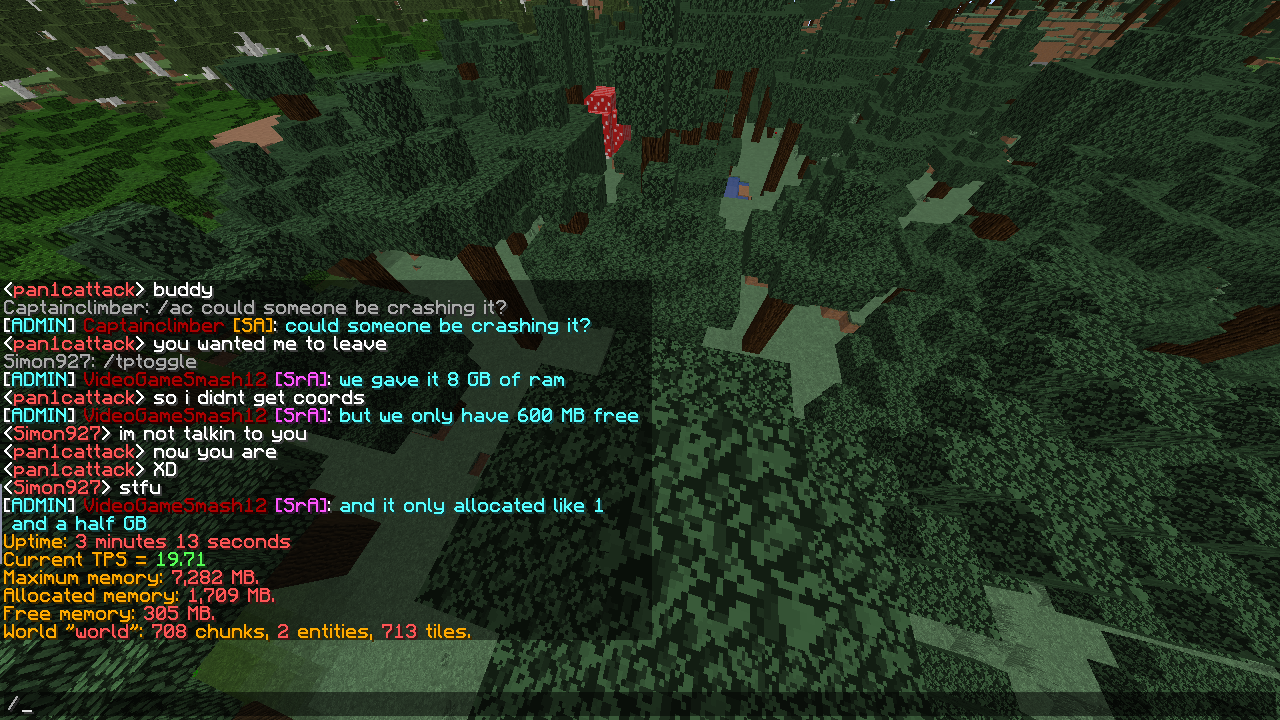 <pan1cattack> buddy
Captainclimber: /ac could someone be crashing it?
[ADMIN] Captainclimber [SA]: could someone be crashing it?
<pan1cattack> you wanted me to leave
Simon927: /tptoggle
[ADMIN] VideoGameSmash12 [SrA]: we gave it 8 GB of ram
<pan1cattack> so i didnt get coords
[ADMIN] VideoGameSmash12 [SrA]: but we only have 600 MB free
<Simon927> im not talkin to you
<pan1cattack> now you are
<pan1cattack> XD
<Simon927> stfu
[ADMIN] VideoGameSmash12 [SrA]: and it only allocated like 1
and a half GB
Uptime: 3 minutes 13 seconds
Current TPS = 19.71
Maximum memory: 7,282 MB.
Allocated memory: 1,709 MB.
Free memory: 305 MB.
World "world": 708 chunks, 2 entities, 713 tiles.
/_